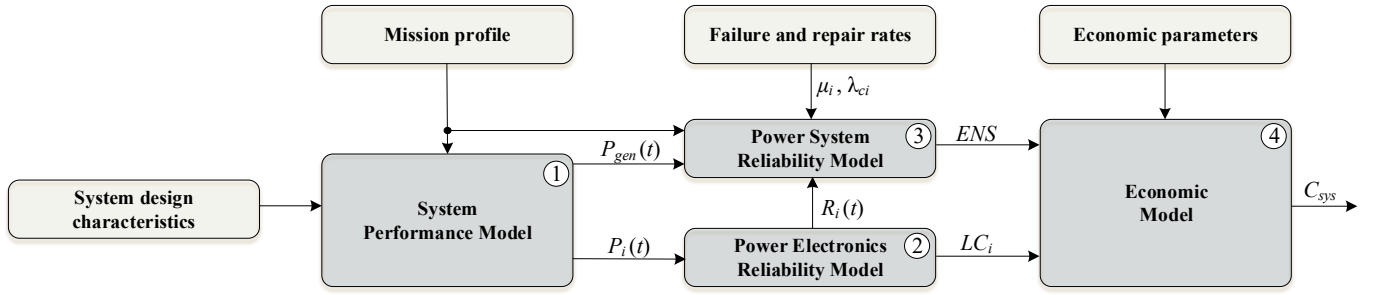 Mission profile
Failure and repair rates
Economic parameters
μi , λci
System design
characteristics
1
System
Performance Model
Pgen(t)
Pi(t)
3
Power System
Reliability Model
Ri(t)
2
Power Electronics
Reliability Model
ENS
LCi
4
Economic
Model
Csys